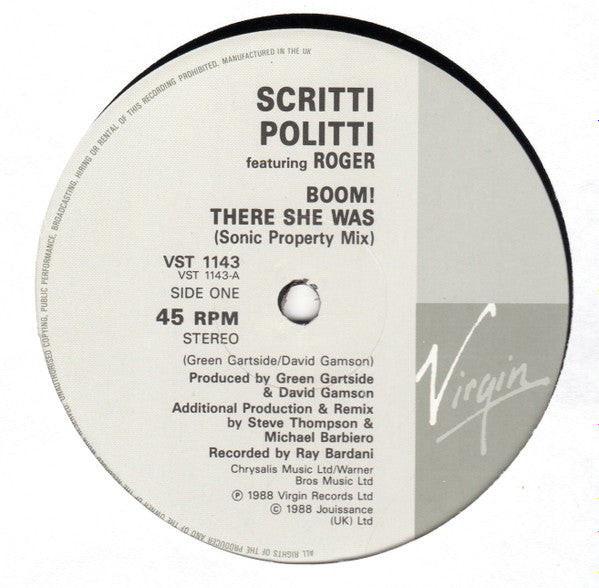 MANUFACTURED IN THE UK
UNAUTHORISED COPYING, PUBLIC PERFORMANCE, BROADCASTING, HIRING OR RENTAL OF THIS RECORDING PROHIBITED.
SCRITTI
POLITTI
featuring ROGER
BOOM!
THERE SHE WAS
(Sonic Property Mix)
VST 1143
VST 1143-A
SIDE ONE
45 RPM
STEREO
(Green Gartside/David Gamson)
Produced by Green Gartside
& David Gamson
Additional Production & Remix
by Steve Thompson &
Michael Barbiero
Recorded by Ray Bardani
Chrysalis Music Ltd/Warner
Bros Music Ltd
℗ 1988 Virgin Records Ltd
© 1988 Jouissance
(UK) Ltd
Virgin
ALL RIGHTS OF THE PRODUCER AND OF THE OWNER OF THE